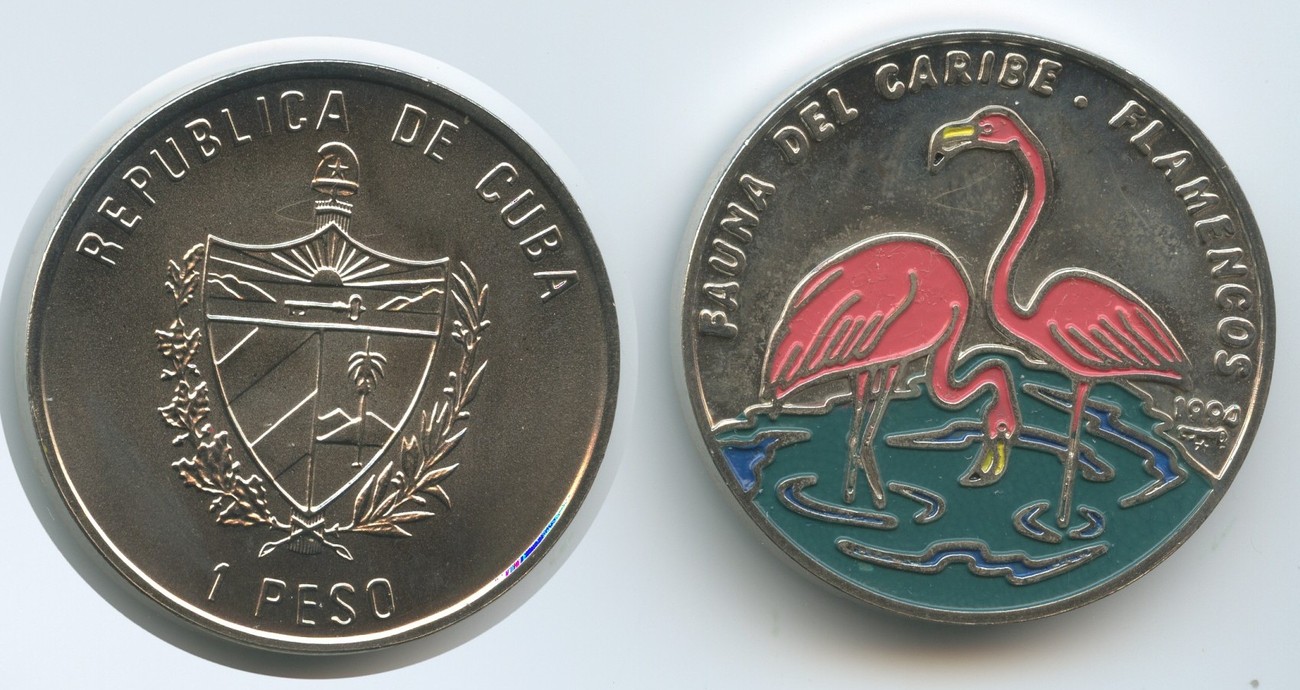 REPUBLICA DE CUBA
1 PESO
FAUNA DEL CARIBE · FLAMENCOS
1994